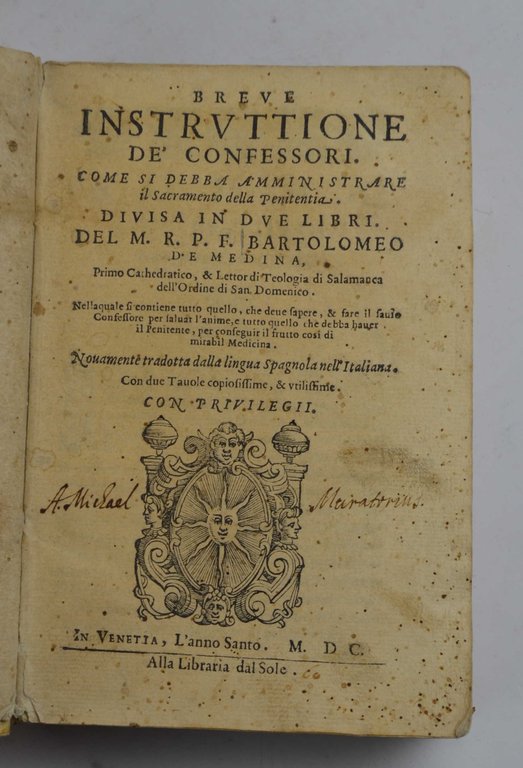 BREVE
INSTRVTTIONE
DE' CONFESSORI.
COME SI DEBBA AMMINISTRARE
il Sacramento della Penitentia.
DIVISA IN DVE LIBRI.
DEL M. R. P. F. BARTOLOMEO
DE MEDINA,
Primo Cathedratico, & Lettor di Teologia di Salamanca
dell'Ordine di San Domenico.
Nella quale si contiene tutto quello, che deue sapere, & fare il sauio
Confessore per saluar l'anime, e tutto quello che debba hauer
il Penitente, per conseguir il frutto così di
mirabil Medicina.
Nouamente tradotta dalla lingua Spagnola nell'Italiana.
Con due Tauole copiosissime, & vtilissime.
CON PRIVILEGII.
A. Michael Muratorius.
IN VENETIA, L'anno Santo. M. D C.
Alla Libraria dal Sole.